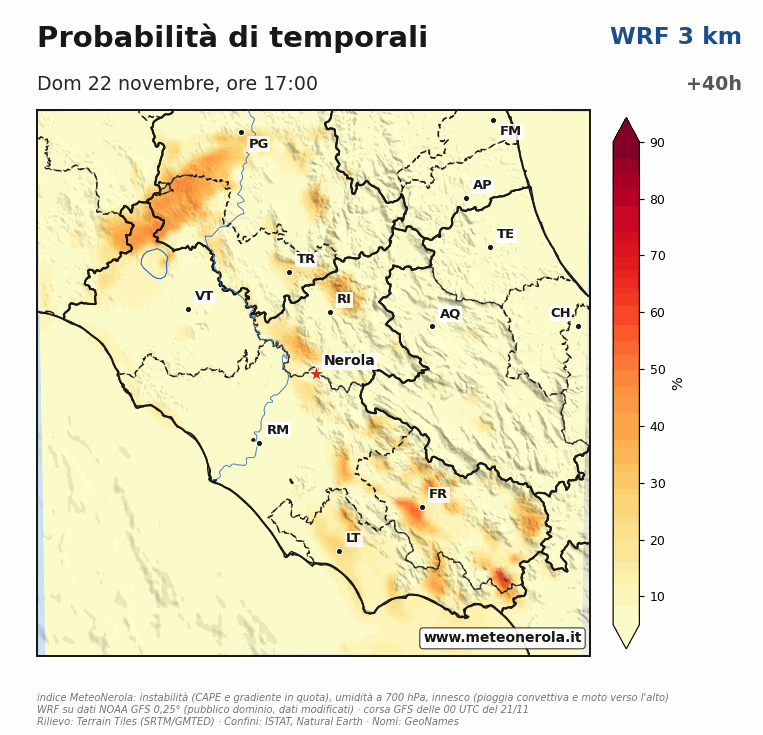 Probabilità di temporali
WRF 3 km
Dom 22 novembre, ore 17:00
+40h
PG
FM
AP
TE
TR
VT
RI
AQ
CH
Nerola
RM
FR
LT
www.meteonerola.it
90
80
70
60
50
40
30
20
10
%
indice MeteoNerola: instabilità (CAPE e gradiente in quota), umidità a 700 hPa, innesco (pioggia convettiva e moto verso l'alto)
WRF su dati NOAA GFS 0,25° (pubblico dominio, dati modificati) · corsa GFS delle 00 UTC del 21/11
Rilievo: Terrain Tiles (SRTM/GMTED) · Confini: ISTAT, Natural Earth · Nomi: GeoNames